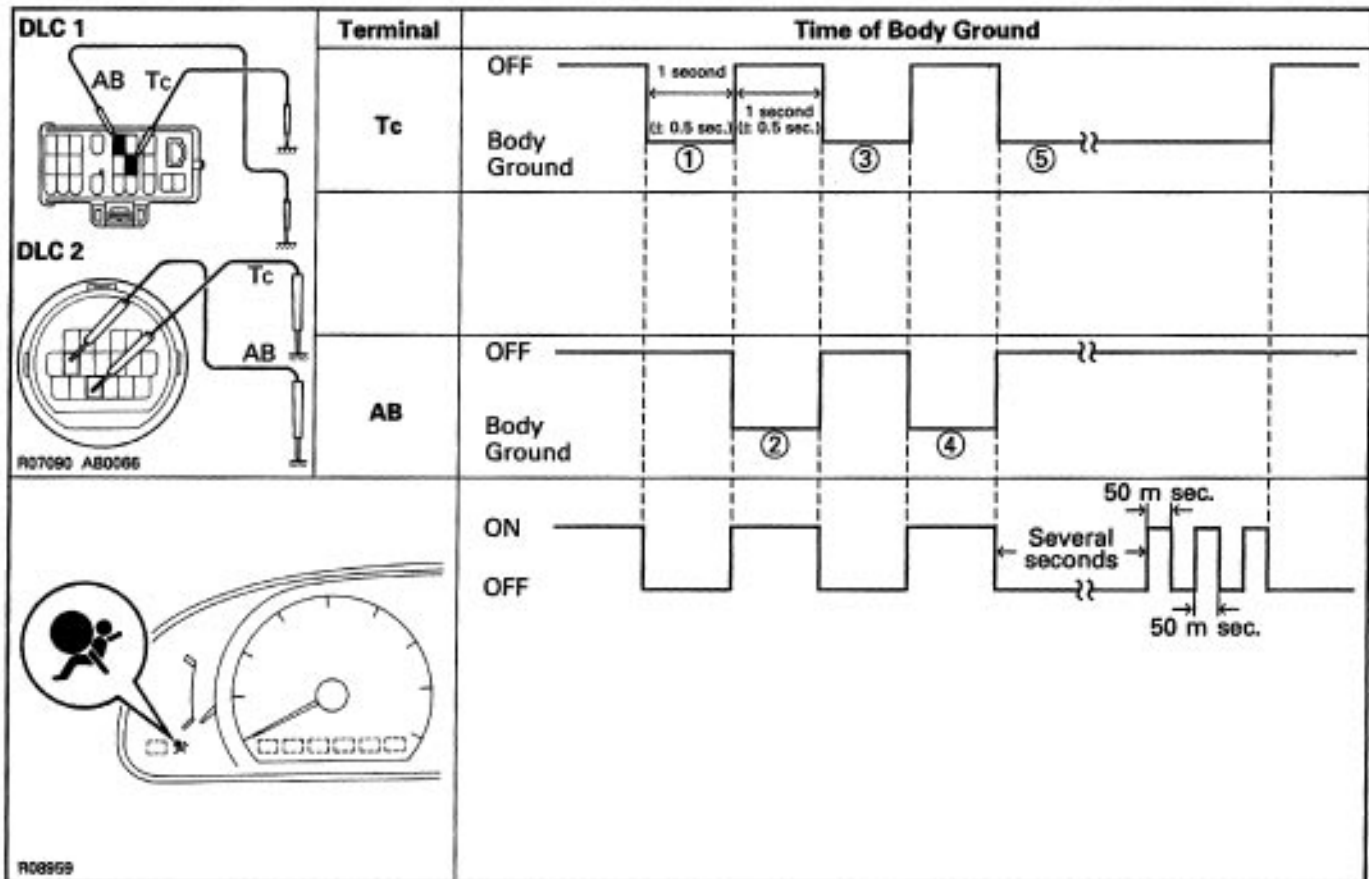 DLC 1
AB Tc
DLC 2
Tc
AB
R07090 AB0066
Terminal
Time of Body Ground
Tc
OFF
Body
Ground
1 second
(± 0.5 sec.)
1 second
(± 0.5 sec.)
①
③
⑤
AB
OFF
Body
Ground
②
④
ON
OFF
Several
seconds
50 m sec.
50 m sec.
R08959